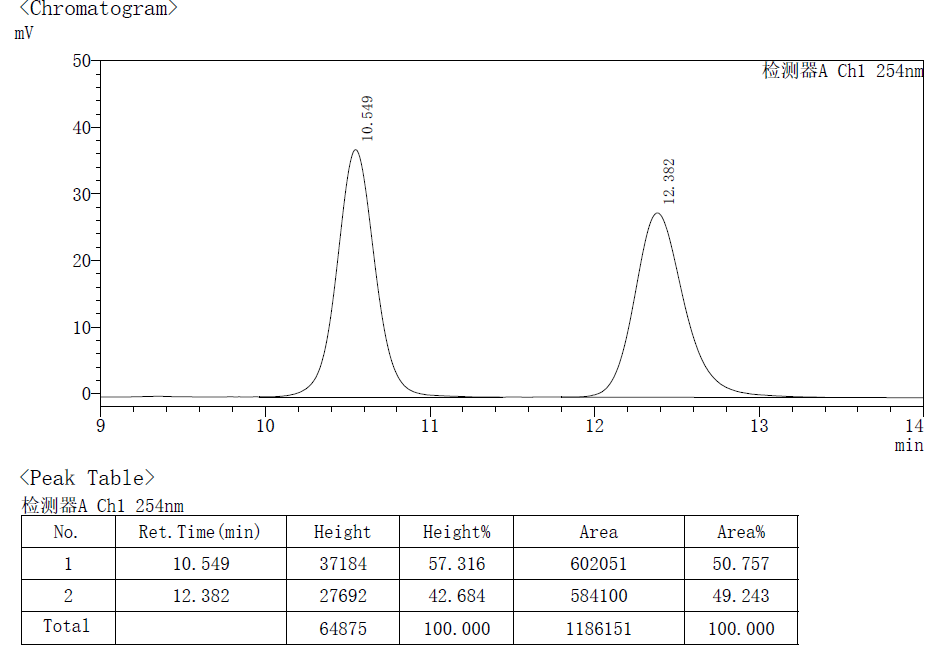 <Chromatogram>
mV
50
检测器A Ch1 254nm
10.549
40
12.382
30
20
10
0
9 10 11 12 13 14
min
<Peak Table>
检测器A Ch1 254nm
No. Ret.Time(min) Height Height% Area Area%
1 10.549 37184 57.316 602051 50.757
2 12.382 27692 42.684 584100 49.243
Total 64875 100.000 1186151 100.000